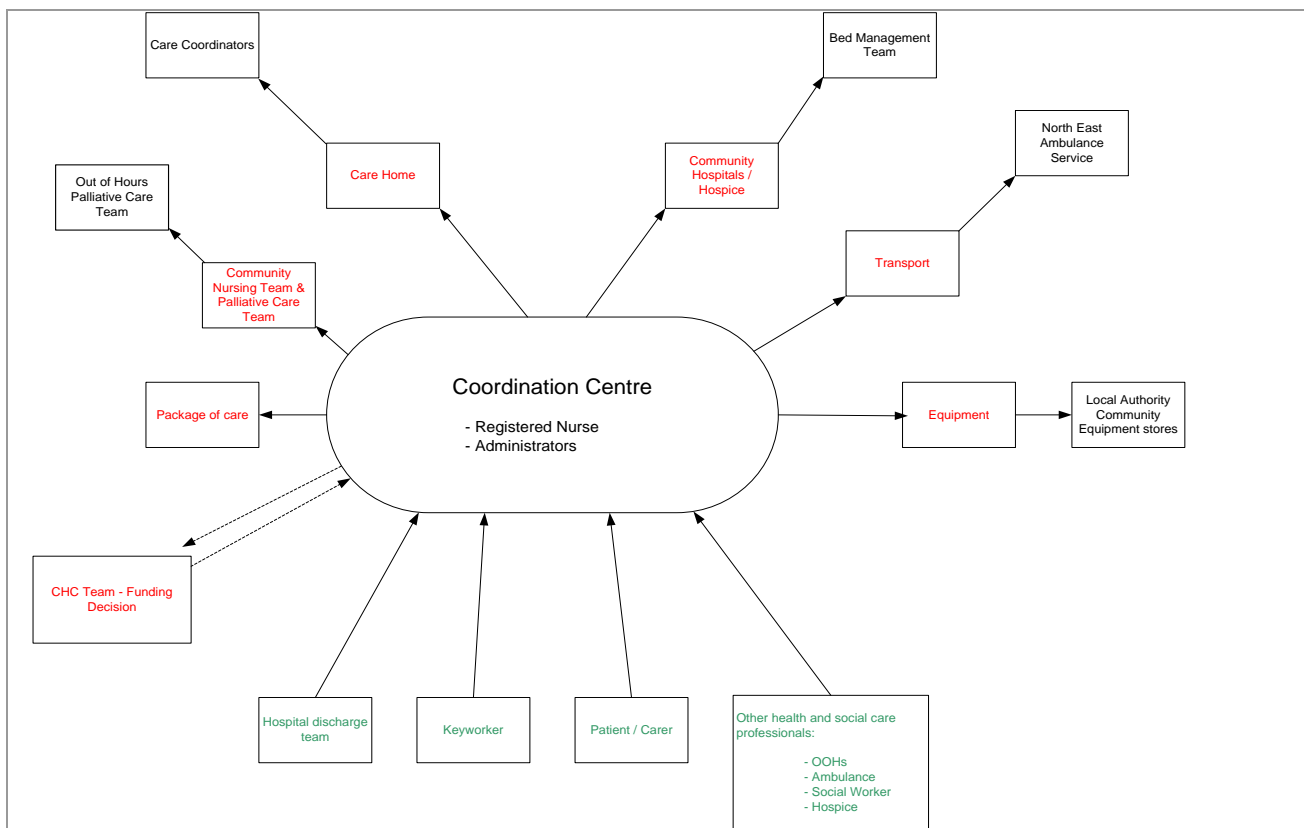 Care Coordinators
Bed Management
Team
North East
Ambulance
Service
Care Home
Community
Hospitals /
Hospice
Out of Hours
Palliative Care
Team
Transport
Community
Nursing Team &
Palliative Care
Team
Coordination Centre
- Registered Nurse
- Administrators
Package of care
Equipment
Local Authority
Community
Equipment stores
CHC Team - Funding
Decision
Hospital discharge
team
Keyworker
Patient / Carer
Other health and social care
professionals:
- OOHs
- Ambulance
- Social Worker
- Hospice